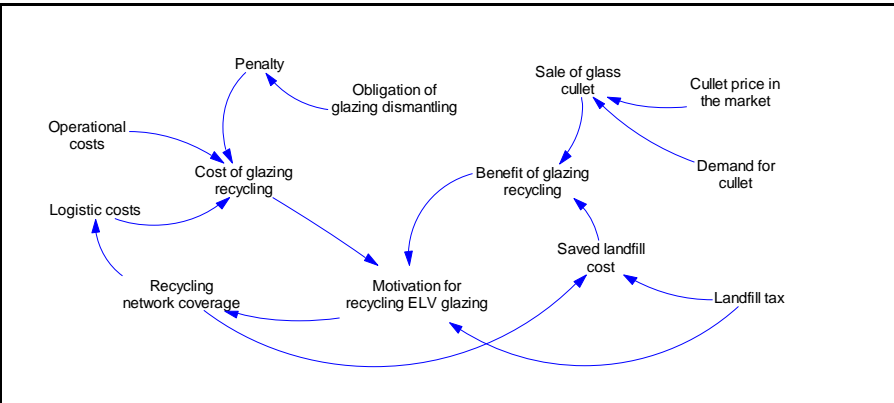 Penalty
Obligation of
glazing dismantling
Sale of glass
cullet
Cullet price in
the market
Operational
costs
Cost of glazing
recycling
Benefit of glazing
recycling
Demand for
cullet
Logistic costs
Saved landfill
cost
Recycling
network coverage
Motivation for
recycling ELV glazing
Landfill tax